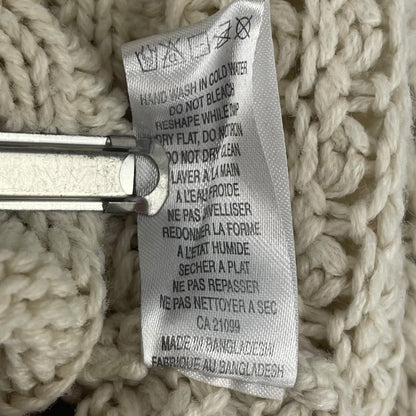 HAND WASH IN COLD WATER
DO NOT BLEACH
RESHAPE WHILE DAMP
DRY FLAT, DO NOT IRON
DO NOT DRY CLEAN
LAVER À LA MAIN
A L'EAU FROIDE
NE PAS JAVELLISER
REDONNER LA FORME
A L'ETAT HUMIDE
SECHER A PLAT
NE PAS REPASSER
NE PAS NETTOYER A SEC
CA 21099
MADE IN BANGLADESH
FABRIQUE AU BANGLADESH